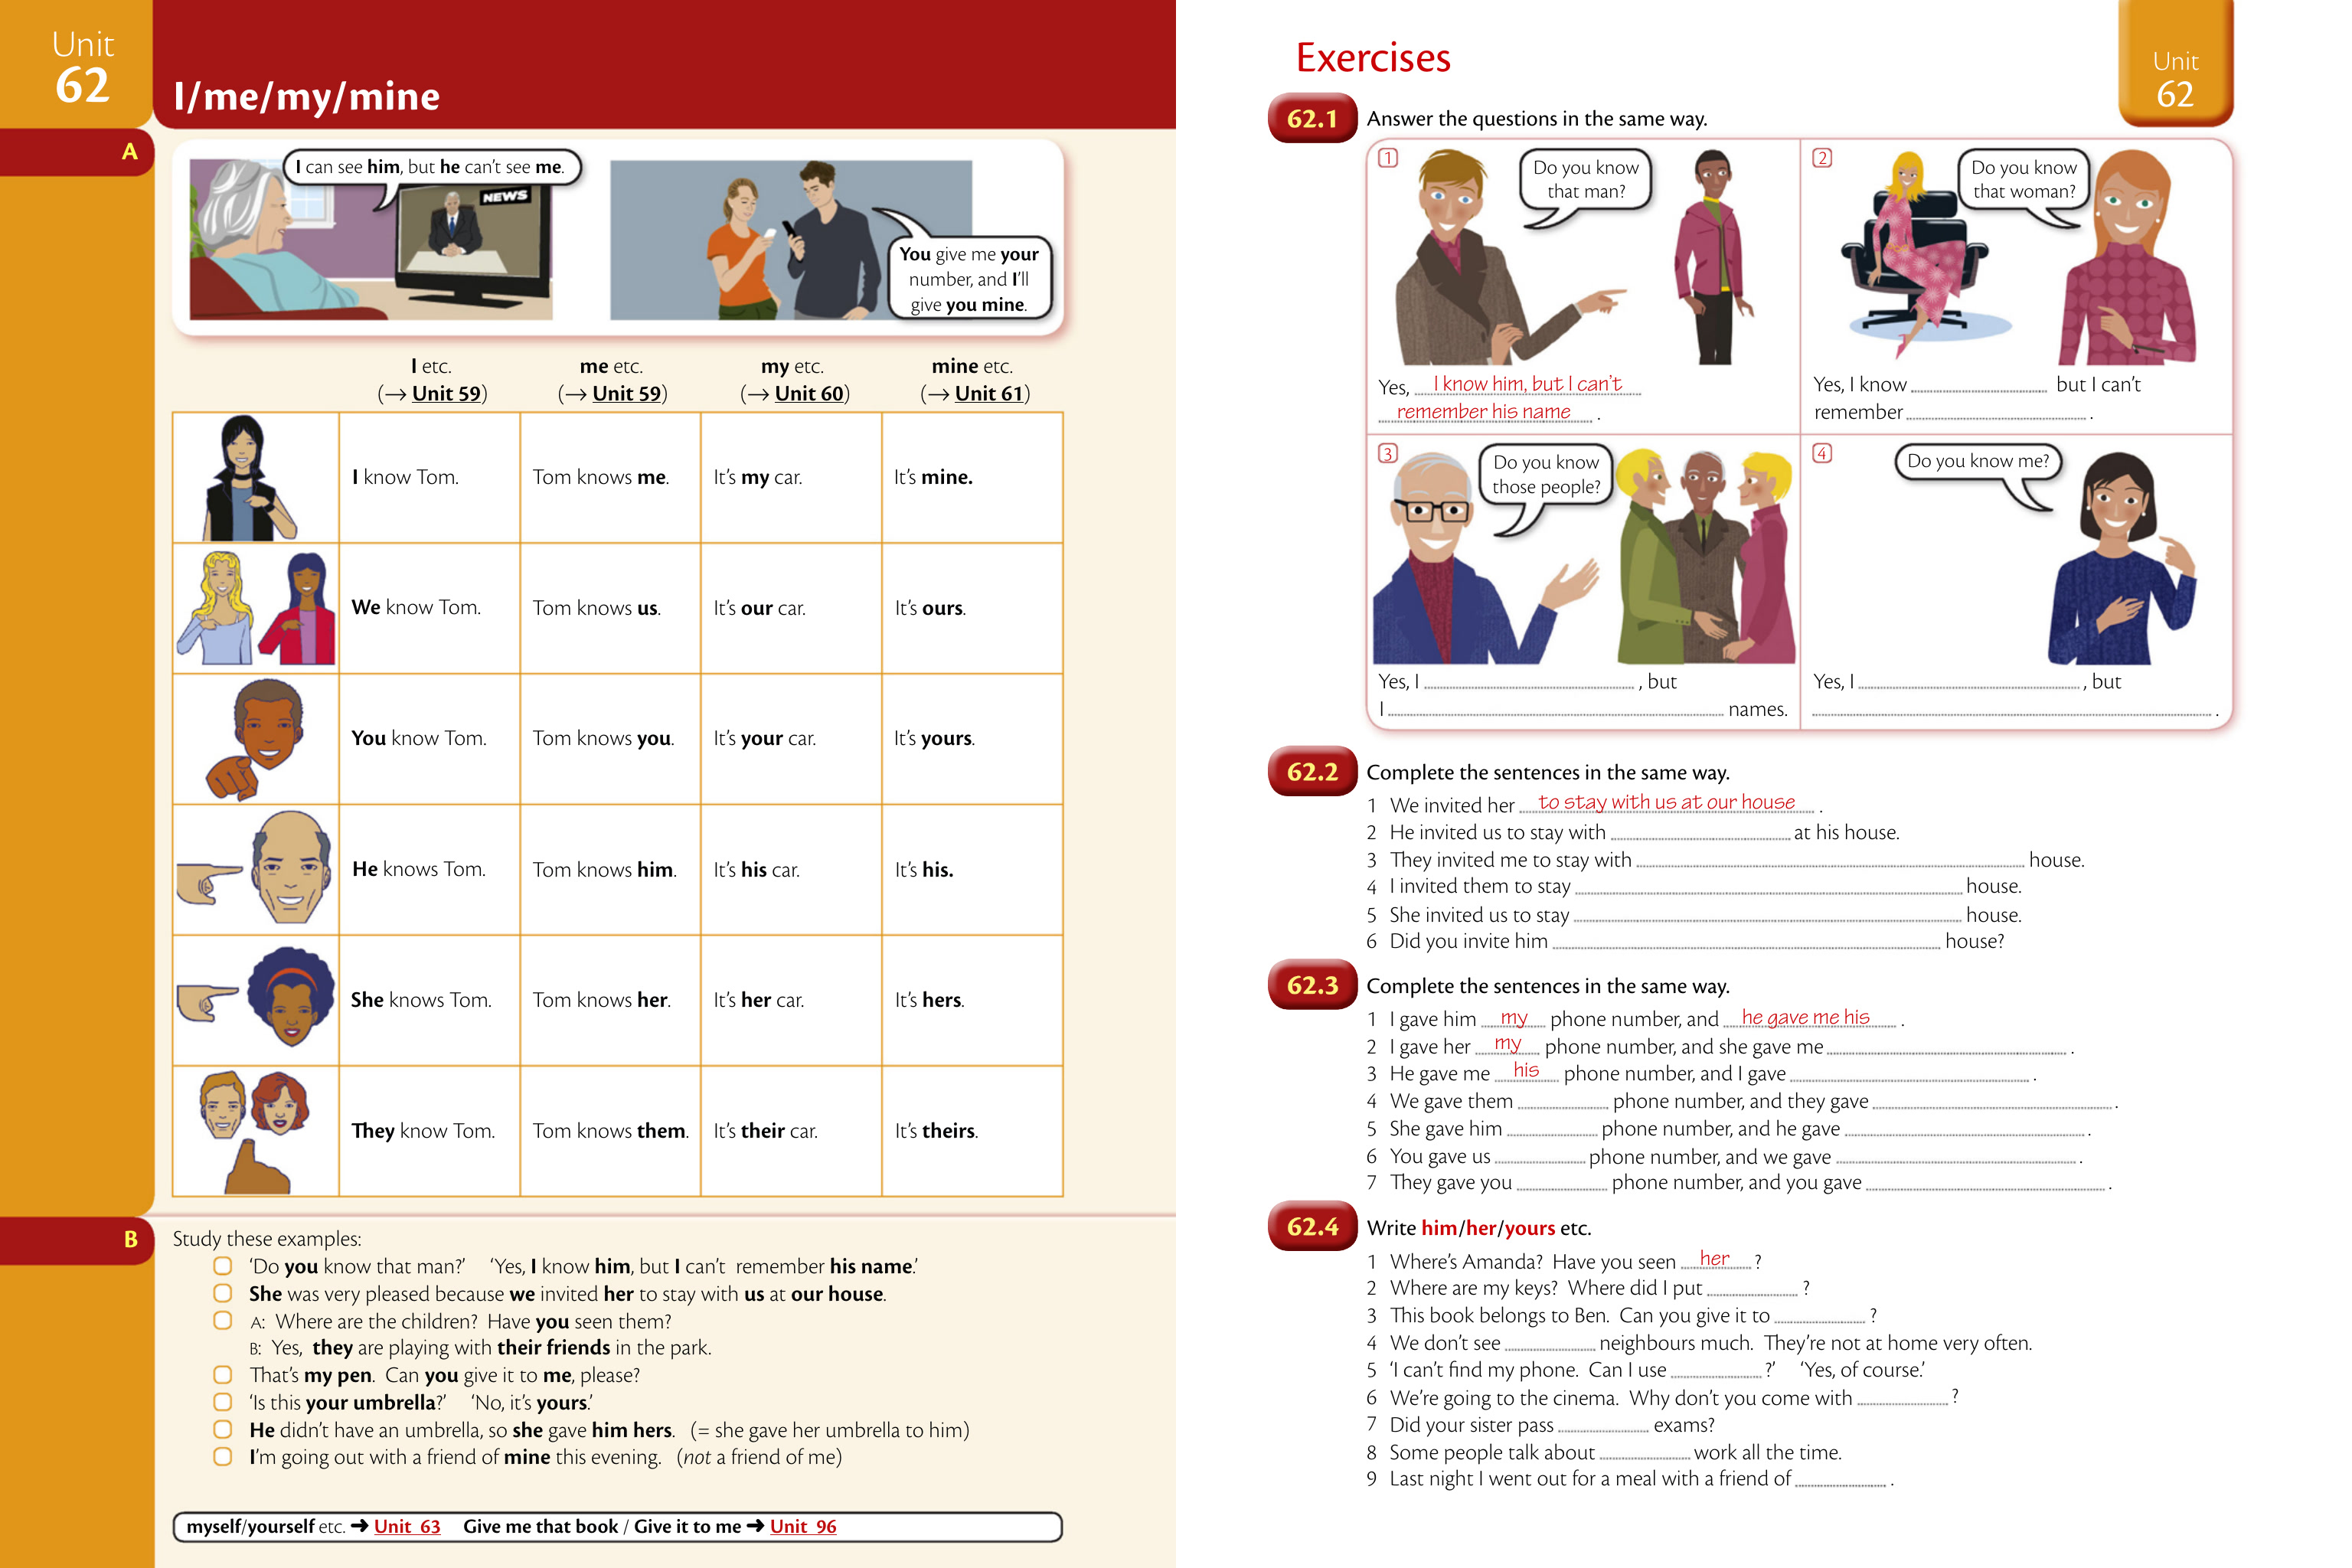 Unit
62
I/me/my/mine
A
I can see him, but he can't see me.
NEWS
You give me your
number, and I'll
give you mine.
I etc.
(→ Unit 59)
me etc.
(→ Unit 59)
my etc.
(→ Unit 60)
mine etc.
(→ Unit 61)
I know Tom. Tom knows me. It's my car. It's mine.
We know Tom. Tom knows us. It's our car. It's ours.
You know Tom. Tom knows you. It's your car. It's yours.
He knows Tom. Tom knows him. It's his car. It's his.
She knows Tom. Tom knows her. It's her car. It's hers.
They know Tom. Tom knows them. It's their car. It's theirs.
B
Study these examples:
'Do you know that man?' 'Yes, I know him, but I can't remember his name.'
She was very pleased because we invited her to stay with us at our house.
A: Where are the children? Have you seen them?
B: Yes, they are playing with their friends in the park.
That's my pen. Can you give it to me, please?
'Is this your umbrella?' 'No, it's yours.'
He didn't have an umbrella, so she gave him hers. (= she gave her umbrella to him)
I'm going out with a friend of mine this evening. (not a friend of me)
myself/yourself etc. ➜ Unit 63 Give me that book / Give it to me ➜ Unit 96
Exercises
Unit
62
62.1 Answer the questions in the same way.
1
Do you know
that man?
Yes, I know him, but I can't
remember his name .
2
Do you know
that woman?
Yes, I know ............ but I can't
remember ............ .
3
Do you know
those people?
Yes, I ............ , but
I ............ names.
4
Do you know me?
Yes, I ............ , but
............ .
62.2 Complete the sentences in the same way.
1 We invited her to stay with us at our house .
2 He invited us to stay with ............ at his house.
3 They invited me to stay with ............ house.
4 I invited them to stay ............ house.
5 She invited us to stay ............ house.
6 Did you invite him ............ house?
62.3 Complete the sentences in the same way.
1 I gave him my phone number, and he gave me his .
2 I gave her my phone number, and she gave me ............ .
3 He gave me his phone number, and I gave ............ .
4 We gave them ............ phone number, and they gave ............ .
5 She gave him ............ phone number, and he gave ............ .
6 You gave us ............ phone number, and we gave ............ .
7 They gave you ............ phone number, and you gave ............ .
62.4 Write him/her/yours etc.
1 Where's Amanda? Have you seen her ?
2 Where are my keys? Where did I put ............ ?
3 This book belongs to Ben. Can you give it to ............ ?
4 We don't see ............ neighbours much. They're not at home very often.
5 'I can't find my phone. Can I use ............ ?' 'Yes, of course.'
6 We're going to the cinema. Why don't you come with ............ ?
7 Did your sister pass ............ exams?
8 Some people talk about ............ work all the time.
9 Last night I went out for a meal with a friend of ............ .